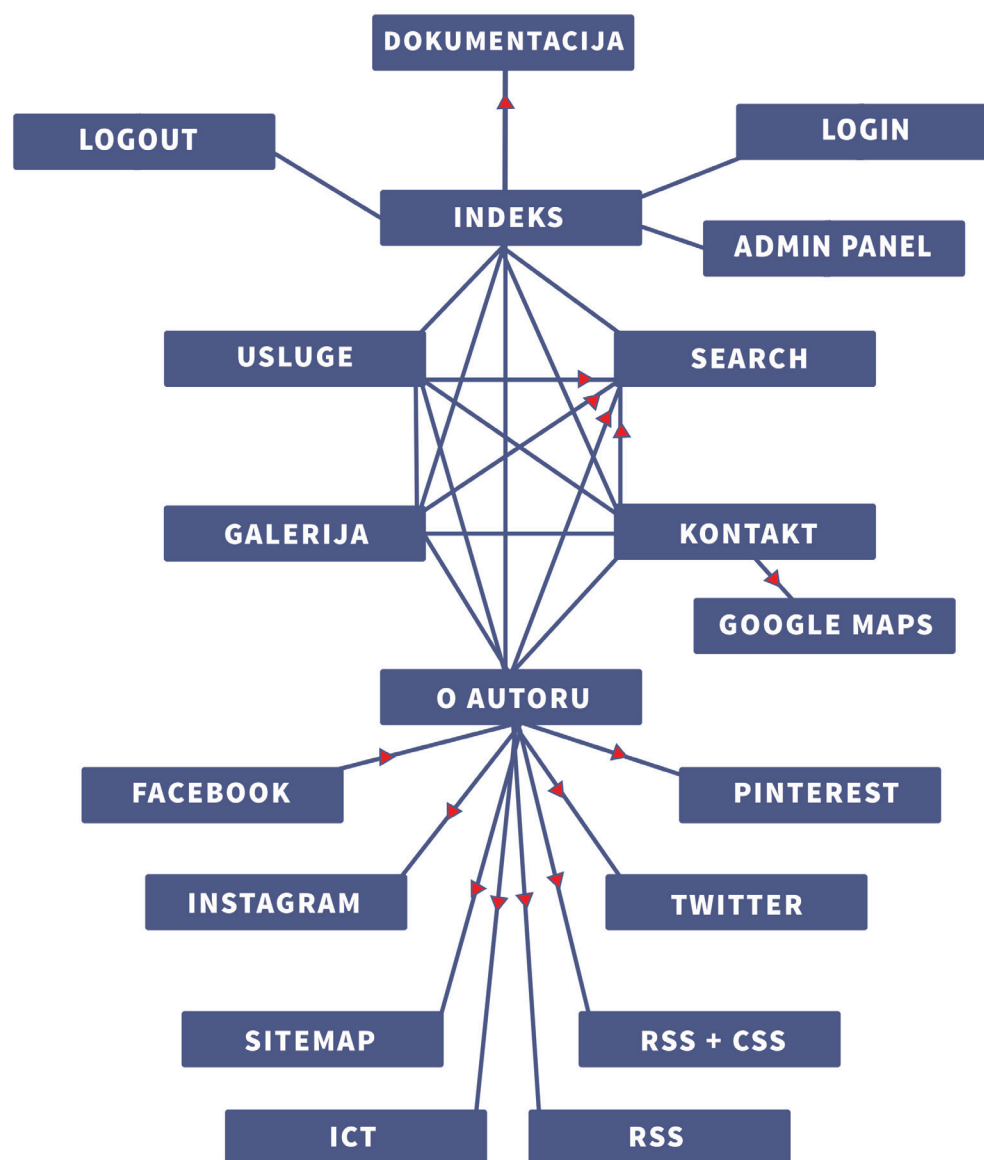 DOKUMENTACIJA
LOGOUT
LOGIN
INDEKS
ADMIN PANEL
USLUGE
SEARCH
GALERIJA
KONTAKT
GOOGLE MAPS
O AUTORU
FACEBOOK
PINTEREST
INSTAGRAM
TWITTER
SITEMAP
RSS + CSS
ICT
RSS